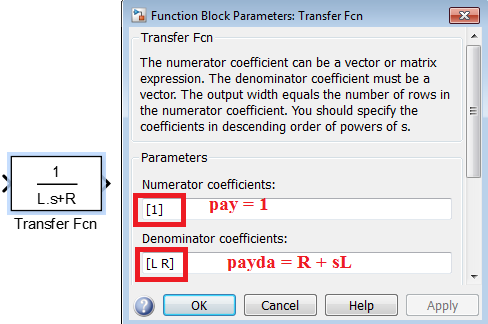 Function Block Parameters: Transfer Fcn
Transfer Fcn
The numerator coefficient can be a vector or matrix
expression. The denominator coefficient must be a
vector. The output width equals the number of rows in
the numerator coefficient. You should specify the
coefficients in descending order of powers of s.
Parameters
Numerator coefficients:
[1] pay = 1
Denominator coefficients:
[L R] payda = R + sL
OK Cancel Help Apply
1
L.s+R
Transfer Fcn